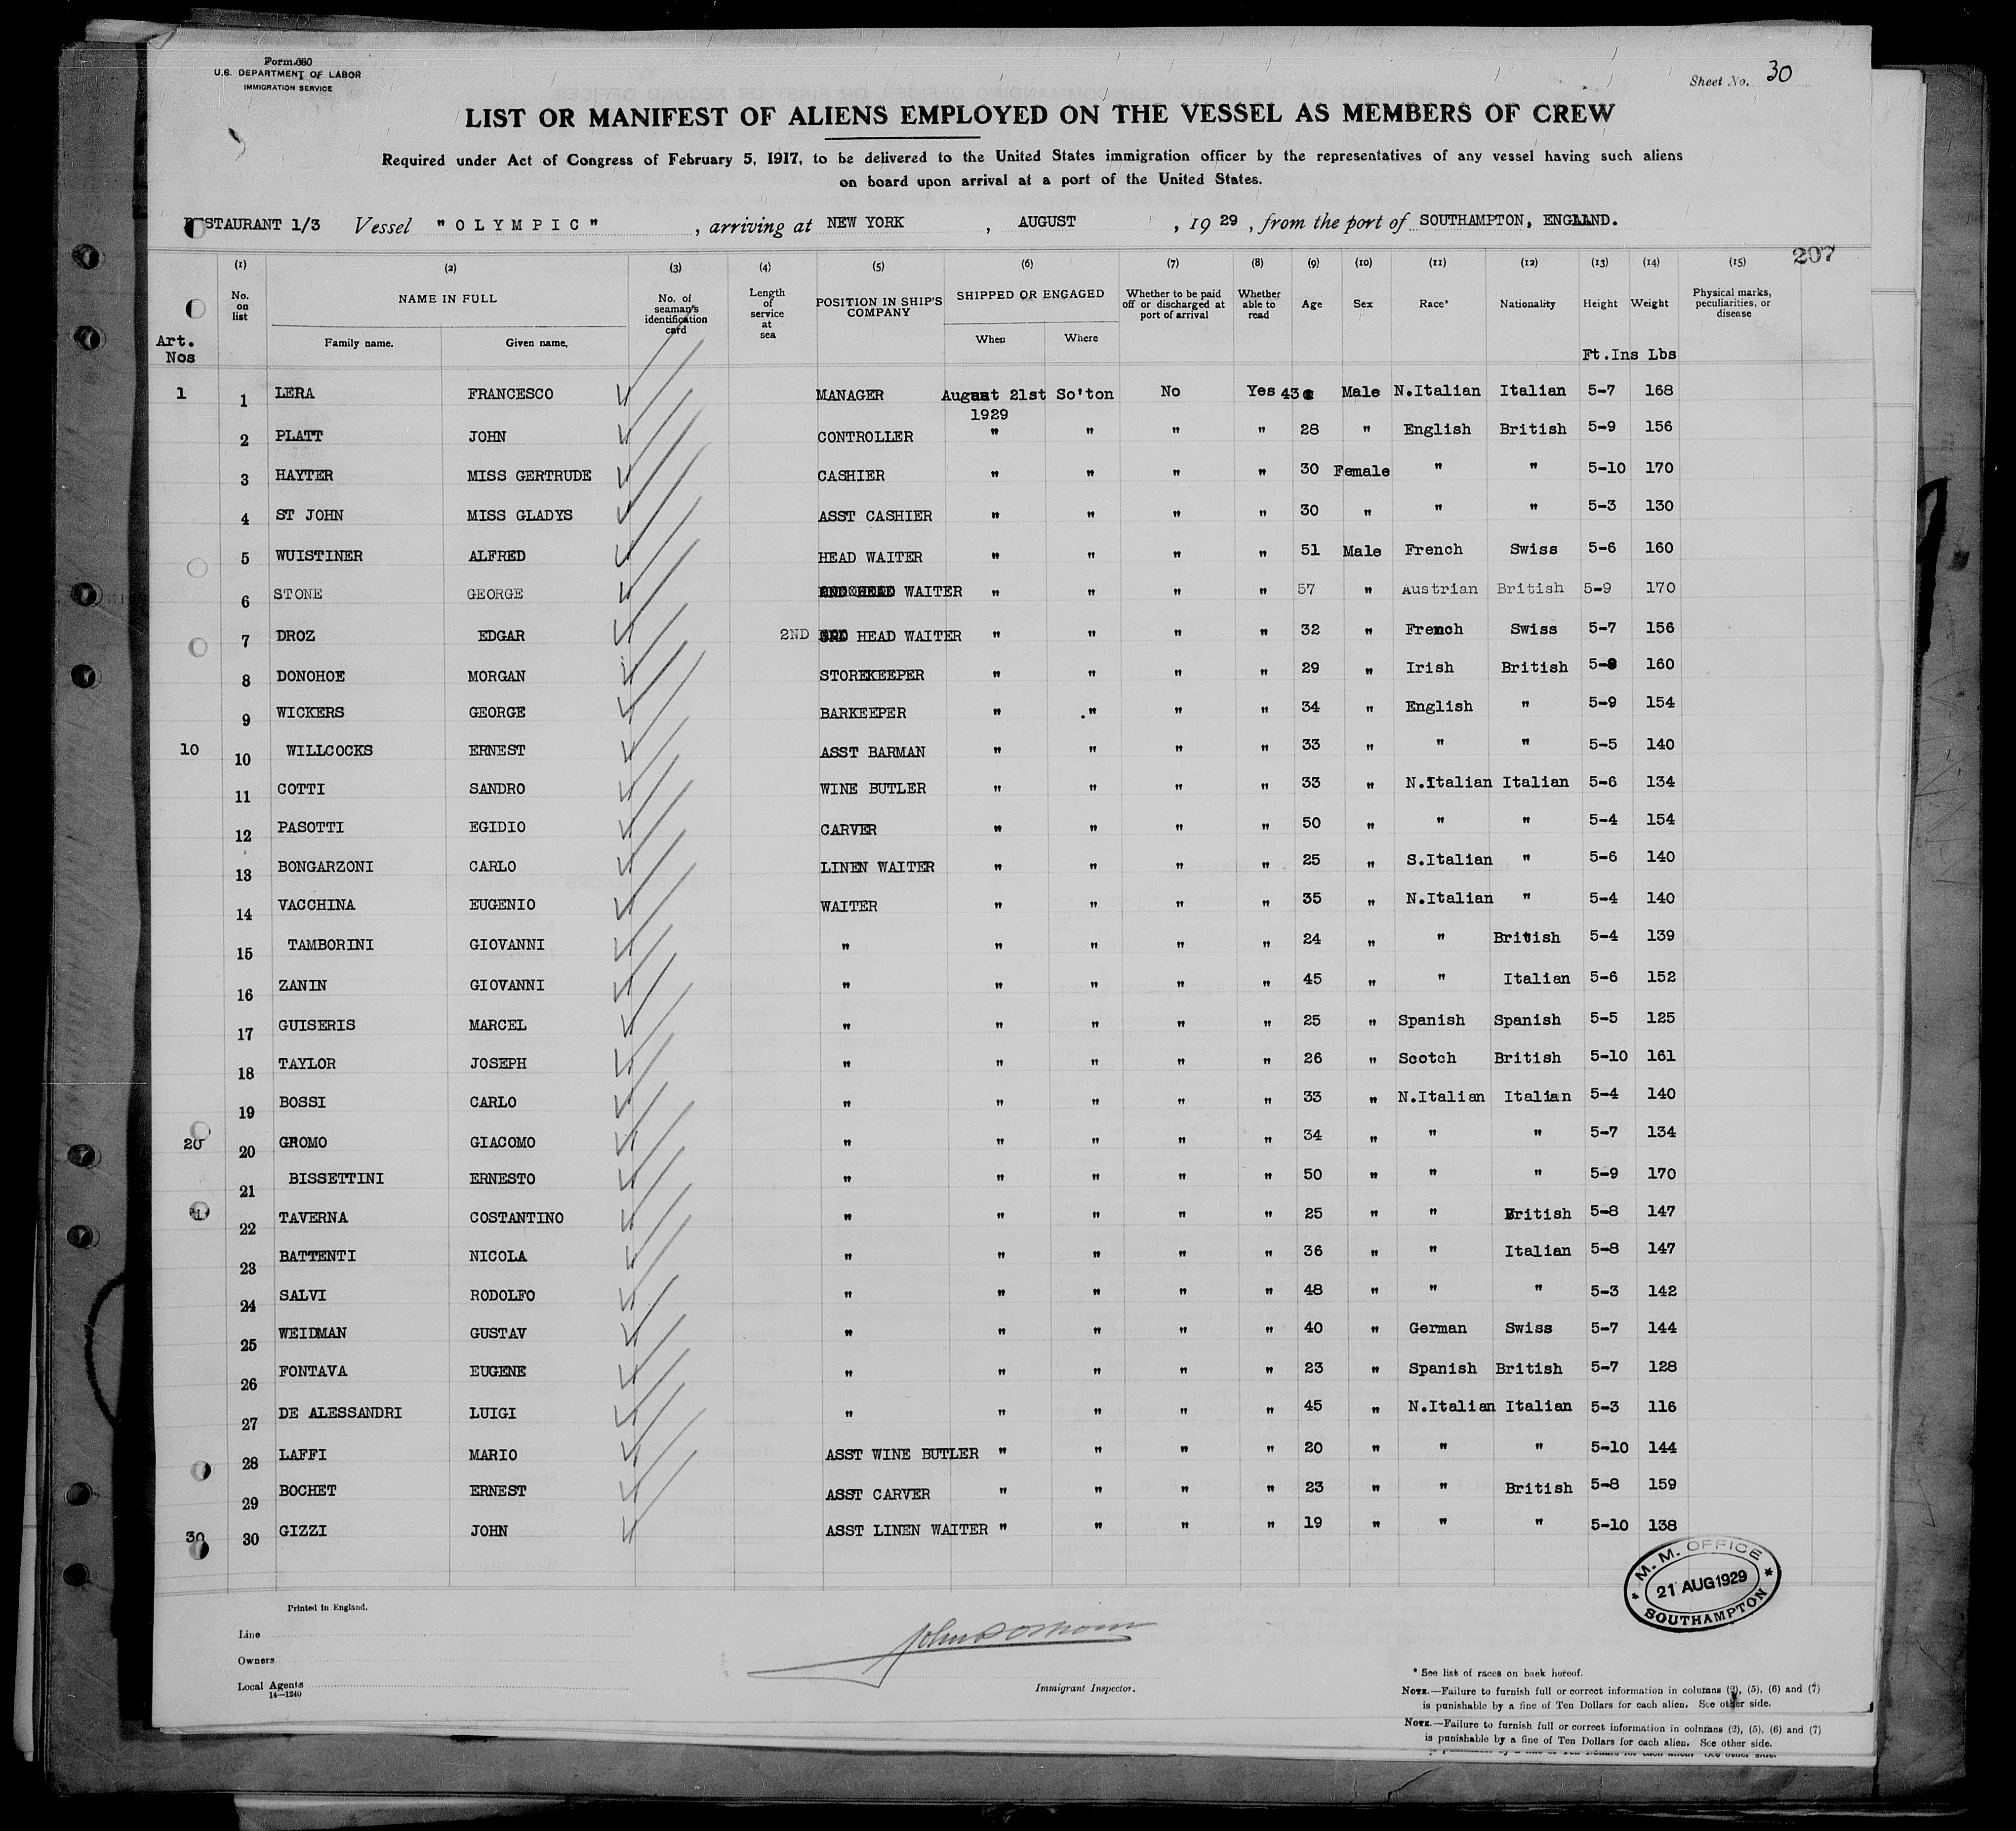 Form 680
U.S. DEPARTMENT OF LABOR
IMMIGRATION SERVICE
Sheet No. 30
LIST OR MANIFEST OF ALIENS EMPLOYED ON THE VESSEL AS MEMBERS OF CREW
Required under Act of Congress of February 5, 1917, to be delivered to the United States immigration officer by the representatives of any vessel having such aliens
on board upon arrival at a port of the United States.
STAURANT 1/3 Vessel "OLYMPIC", arriving at NEW YORK, AUGUST, 19 29, from the port of SOUTHAMPTON, ENGLAND.
207
(1) (2) (3) (4) (5) (6) (7) (8) (9) (10) (11) (12) (13) (14) (15)
No. on list NAME IN FULL Family name. Given name. No. of seaman's identification card Length of service at sea POSITION IN SHIP'S COMPANY SHIPPED OR ENGAGED When Where Whether to be paid off or discharged at port of arrival Whether able to read Age Sex Race* Nationality Height Weight Physical marks, peculiarities, or disease
Art. Nos Ft.Ins Lbs
1 1 LERA FRANCESCO MANAGER August 21st 1929 So'ton No Yes 43 Male N.Italian Italian 5-7 168
2 PLATT JOHN CONTROLLER " " " " 28 " English British 5-9 156
3 HAYTER MISS GERTRUDE CASHIER " " " " 30 Female " " 5-10 170
4 ST JOHN MISS GLADYS ASST CASHIER " " " " 30 " " " 5-3 130
5 WUISTINER ALFRED HEAD WAITER " " " " 51 Male French Swiss 5-6 160
6 STONE GEORGE WAITER " " " " 57 " Austrian British 5-9 170
7 DROZ EDGAR 2ND HEAD WAITER " " " " 32 " French Swiss 5-7 156
8 DONOHOE MORGAN STOREKEEPER " " " " 29 " Irish British 5-8 160
9 WICKERS GEORGE BARKEEPER " ." " " 34 " English " 5-9 154
10 10 WILLCOCKS ERNEST ASST BARMAN " " " " 33 " " " 5-5 140
11 COTTI SANDRO WINE BUTLER " " " " 33 " N.Italian Italian 5-6 134
12 PASOTTI EGIDIO CARVER " " " " 50 " " " 5-4 154
13 BONGARZONI CARLO LINEN WAITER " " " " 25 " S.Italian " 5-6 140
14 VACCHINA EUGENIO WAITER " " " " 35 " N.Italian " 5-4 140
15 TAMBORINI GIOVANNI " " " " " 24 " " British 5-4 139
16 ZANIN GIOVANNI " " " " " 45 " " Italian 5-6 152
17 GUISERIS MARCEL " " " " " 25 " Spanish Spanish 5-5 125
18 TAYLOR JOSEPH " " " " " 26 " Scotch British 5-10 161
19 BOSSI CARLO " " " " " 33 " N.Italian Italian 5-4 140
20 20 GROMO GIACOMO " " " " " 34 " " " 5-7 134
21 BISSETTINI ERNESTO " " " " " 50 " " " 5-9 170
22 TAVERNA COSTANTINO " " " " " 25 " " British 5-8 147
23 BATTENTI NICOLA " " " " " 36 " " Italian 5-8 147
24 SALVI RODOLFO " " " " " 48 " " " 5-3 142
25 WEIDMAN GUSTAV " " " " " 40 " German Swiss 5-7 144
26 FONTAVA EUGENE " " " " " 23 " Spanish British 5-7 128
27 DE ALESSANDRI LUIGI " " " " " 45 " N.Italian Italian 5-3 116
28 LAFFI MARIO ASST WINE BUTLER " " " " 20 " " " 5-10 144
29 BOCHET ERNEST ASST CARVER " " " " 23 " " British 5-8 159
30 30 GIZZI JOHN ASST LINEN WAITER " " " " 19 " " " 5-10 138
M. M. OFFICE
21 AUG 1929
SOUTHAMPTON
Printed in England.
Line
Owners
Local Agents
14—1240
Immigrant Inspector.
* See list of races on back hereof.
NOTE.—Failure to furnish full or correct information in columns (2), (5), (6) and (7)
is punishable by a fine of Ten Dollars for each alien. See other side.
NOTE.—Failure to furnish full or correct information in columns (2), (5), (6) and (7)
is punishable by a fine of Ten Dollars for each alien. See other side.